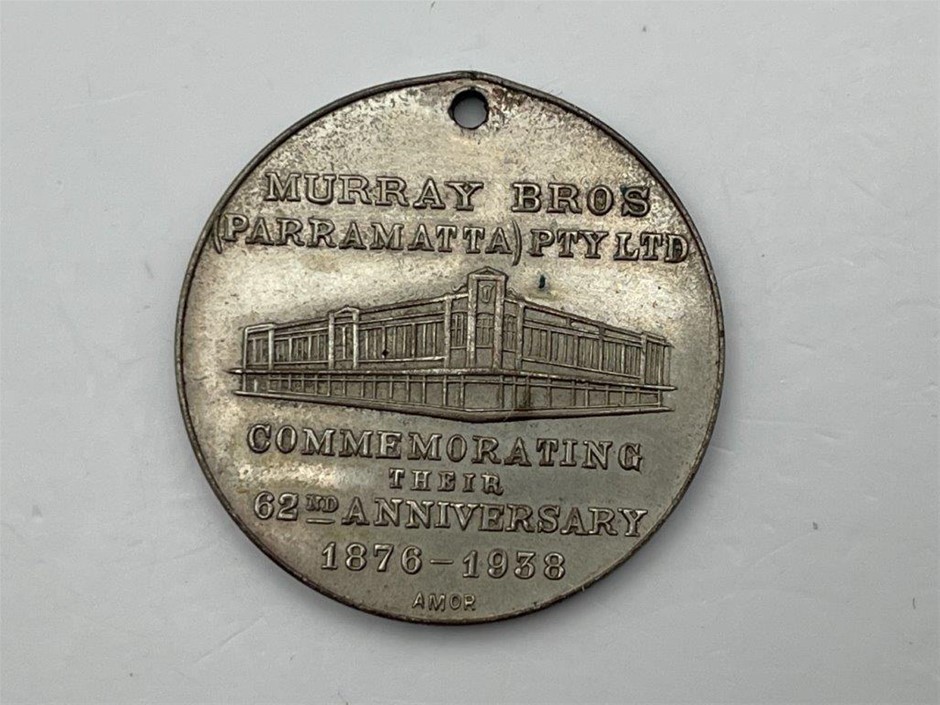 MURRAY BROS
(PARRAMATTA) PTY LTD
COMMEMORATING
THEIR
62ND ANNIVERSARY
1876-1938
AMOR